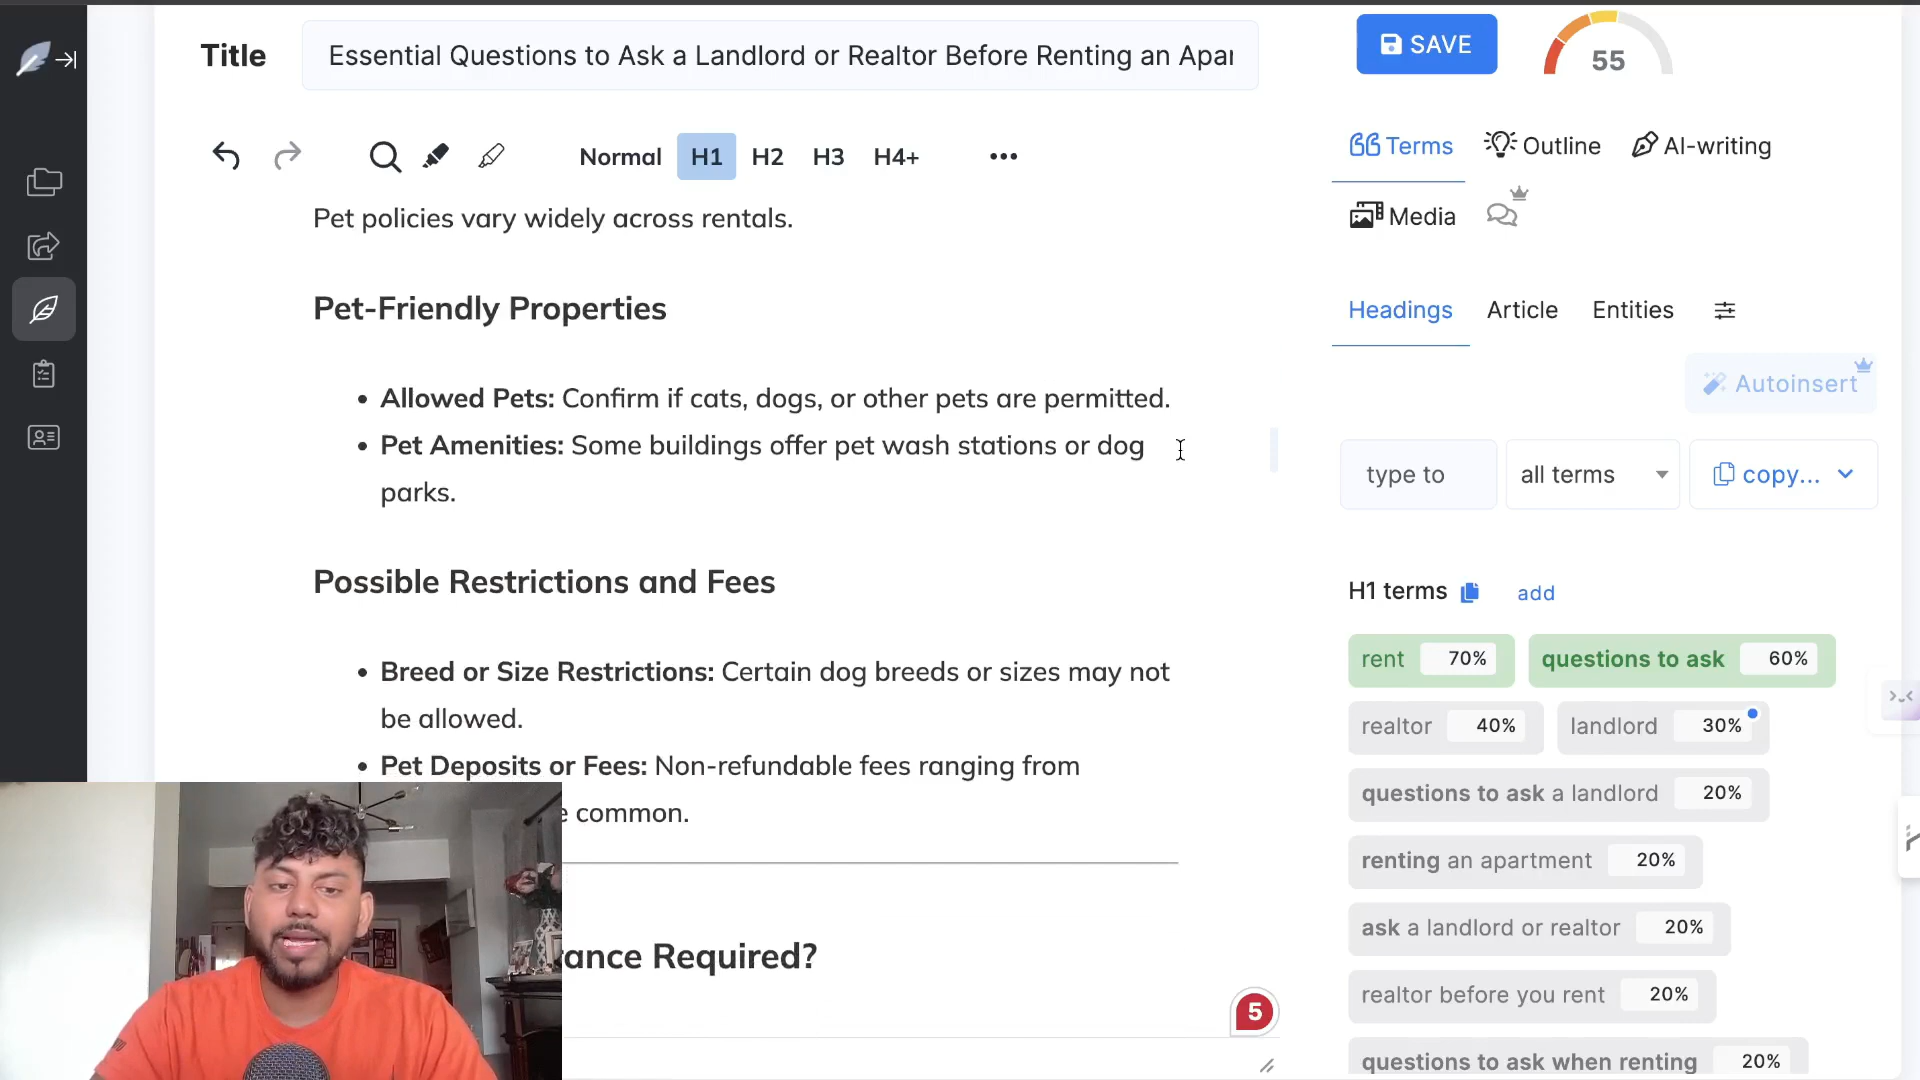 Title
Essential Questions to Ask a Landlord or Realtor Before Renting an Apar
SAVE
55
Normal H1 H2 H3 H4+
Terms Outline AI-writing
Media
Pet policies vary widely across rentals.
Pet-Friendly Properties
• Allowed Pets: Confirm if cats, dogs, or other pets are permitted.
• Pet Amenities: Some buildings offer pet wash stations or dog
parks.
Possible Restrictions and Fees
• Breed or Size Restrictions: Certain dog breeds or sizes may not
be allowed.
• Pet Deposits or Fees: Non-refundable fees ranging from
e common.
ance Required?
5
Headings Article Entities
Autoinsert
type to all terms copy...
H1 terms add
rent 70% questions to ask 60%
realtor 40% landlord 30%
questions to ask a landlord 20%
renting an apartment 20%
ask a landlord or realtor 20%
realtor before you rent 20%
questions to ask when renting 20%